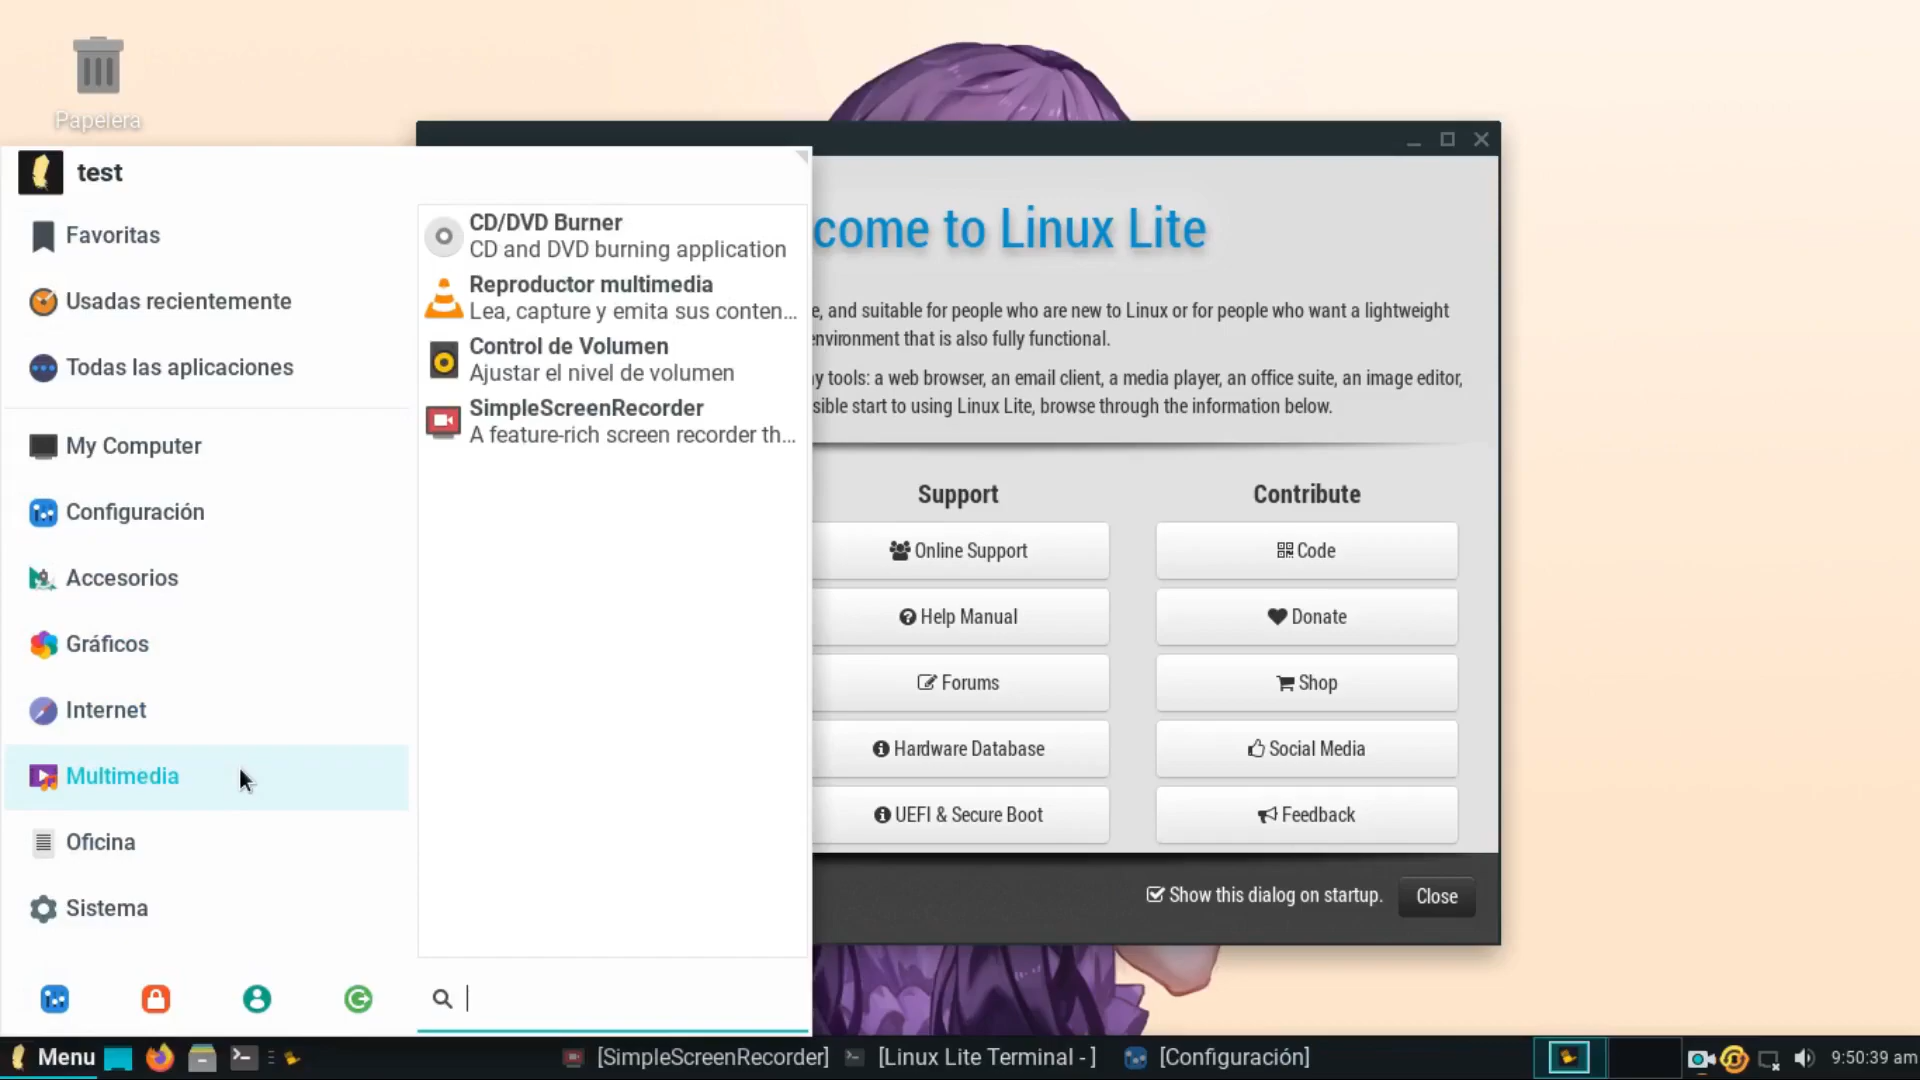 Papelera
test
Favoritas
Usadas recientemente
Todas las aplicaciones
My Computer
Configuración
Accesorios
Gráficos
Internet
Multimedia
Oficina
Sistema
CD/DVD Burner
CD and DVD burning application
Reproductor multimedia
Lea, capture y emita sus conten...
Control de Volumen
Ajustar el nivel de volumen
SimpleScreenRecorder
A feature-rich screen recorder th...
come to Linux Lite
e, and suitable for people who are new to Linux or for people who want a lightweight
environment that is also fully functional.
y tools: a web browser, an email client, a media player, an office suite, an image editor,
sible start to using Linux Lite, browse through the information below.
Support
Online Support
Help Manual
Forums
Hardware Database
UEFI & Secure Boot
Contribute
Code
Donate
Shop
Social Media
Feedback
Show this dialog on startup.
Close
Menu
[SimpleScreenRecorder]
[Linux Lite Terminal - ]
[Configuración]
9:50:39 am